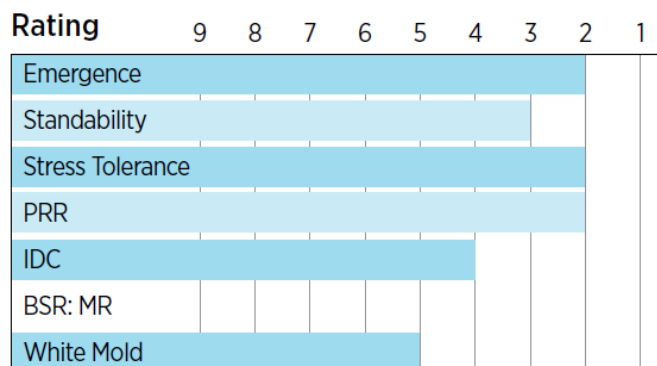 Rating 9 8 7 6 5 4 3 2 1
Emergence
Standability
Stress Tolerance
PRR
IDC
BSR: MR
White Mold